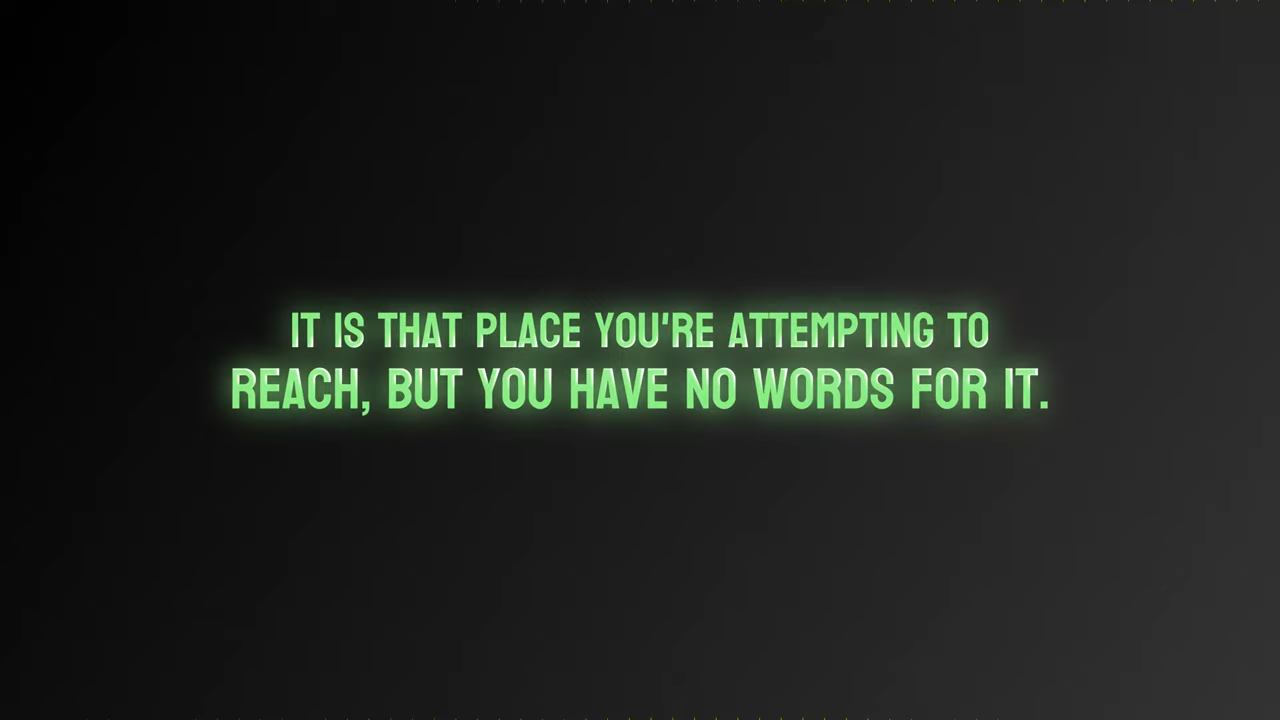 IT IS THAT PLACE YOU'RE ATTEMPTING TO
REACH, BUT YOU HAVE NO WORDS FOR IT.